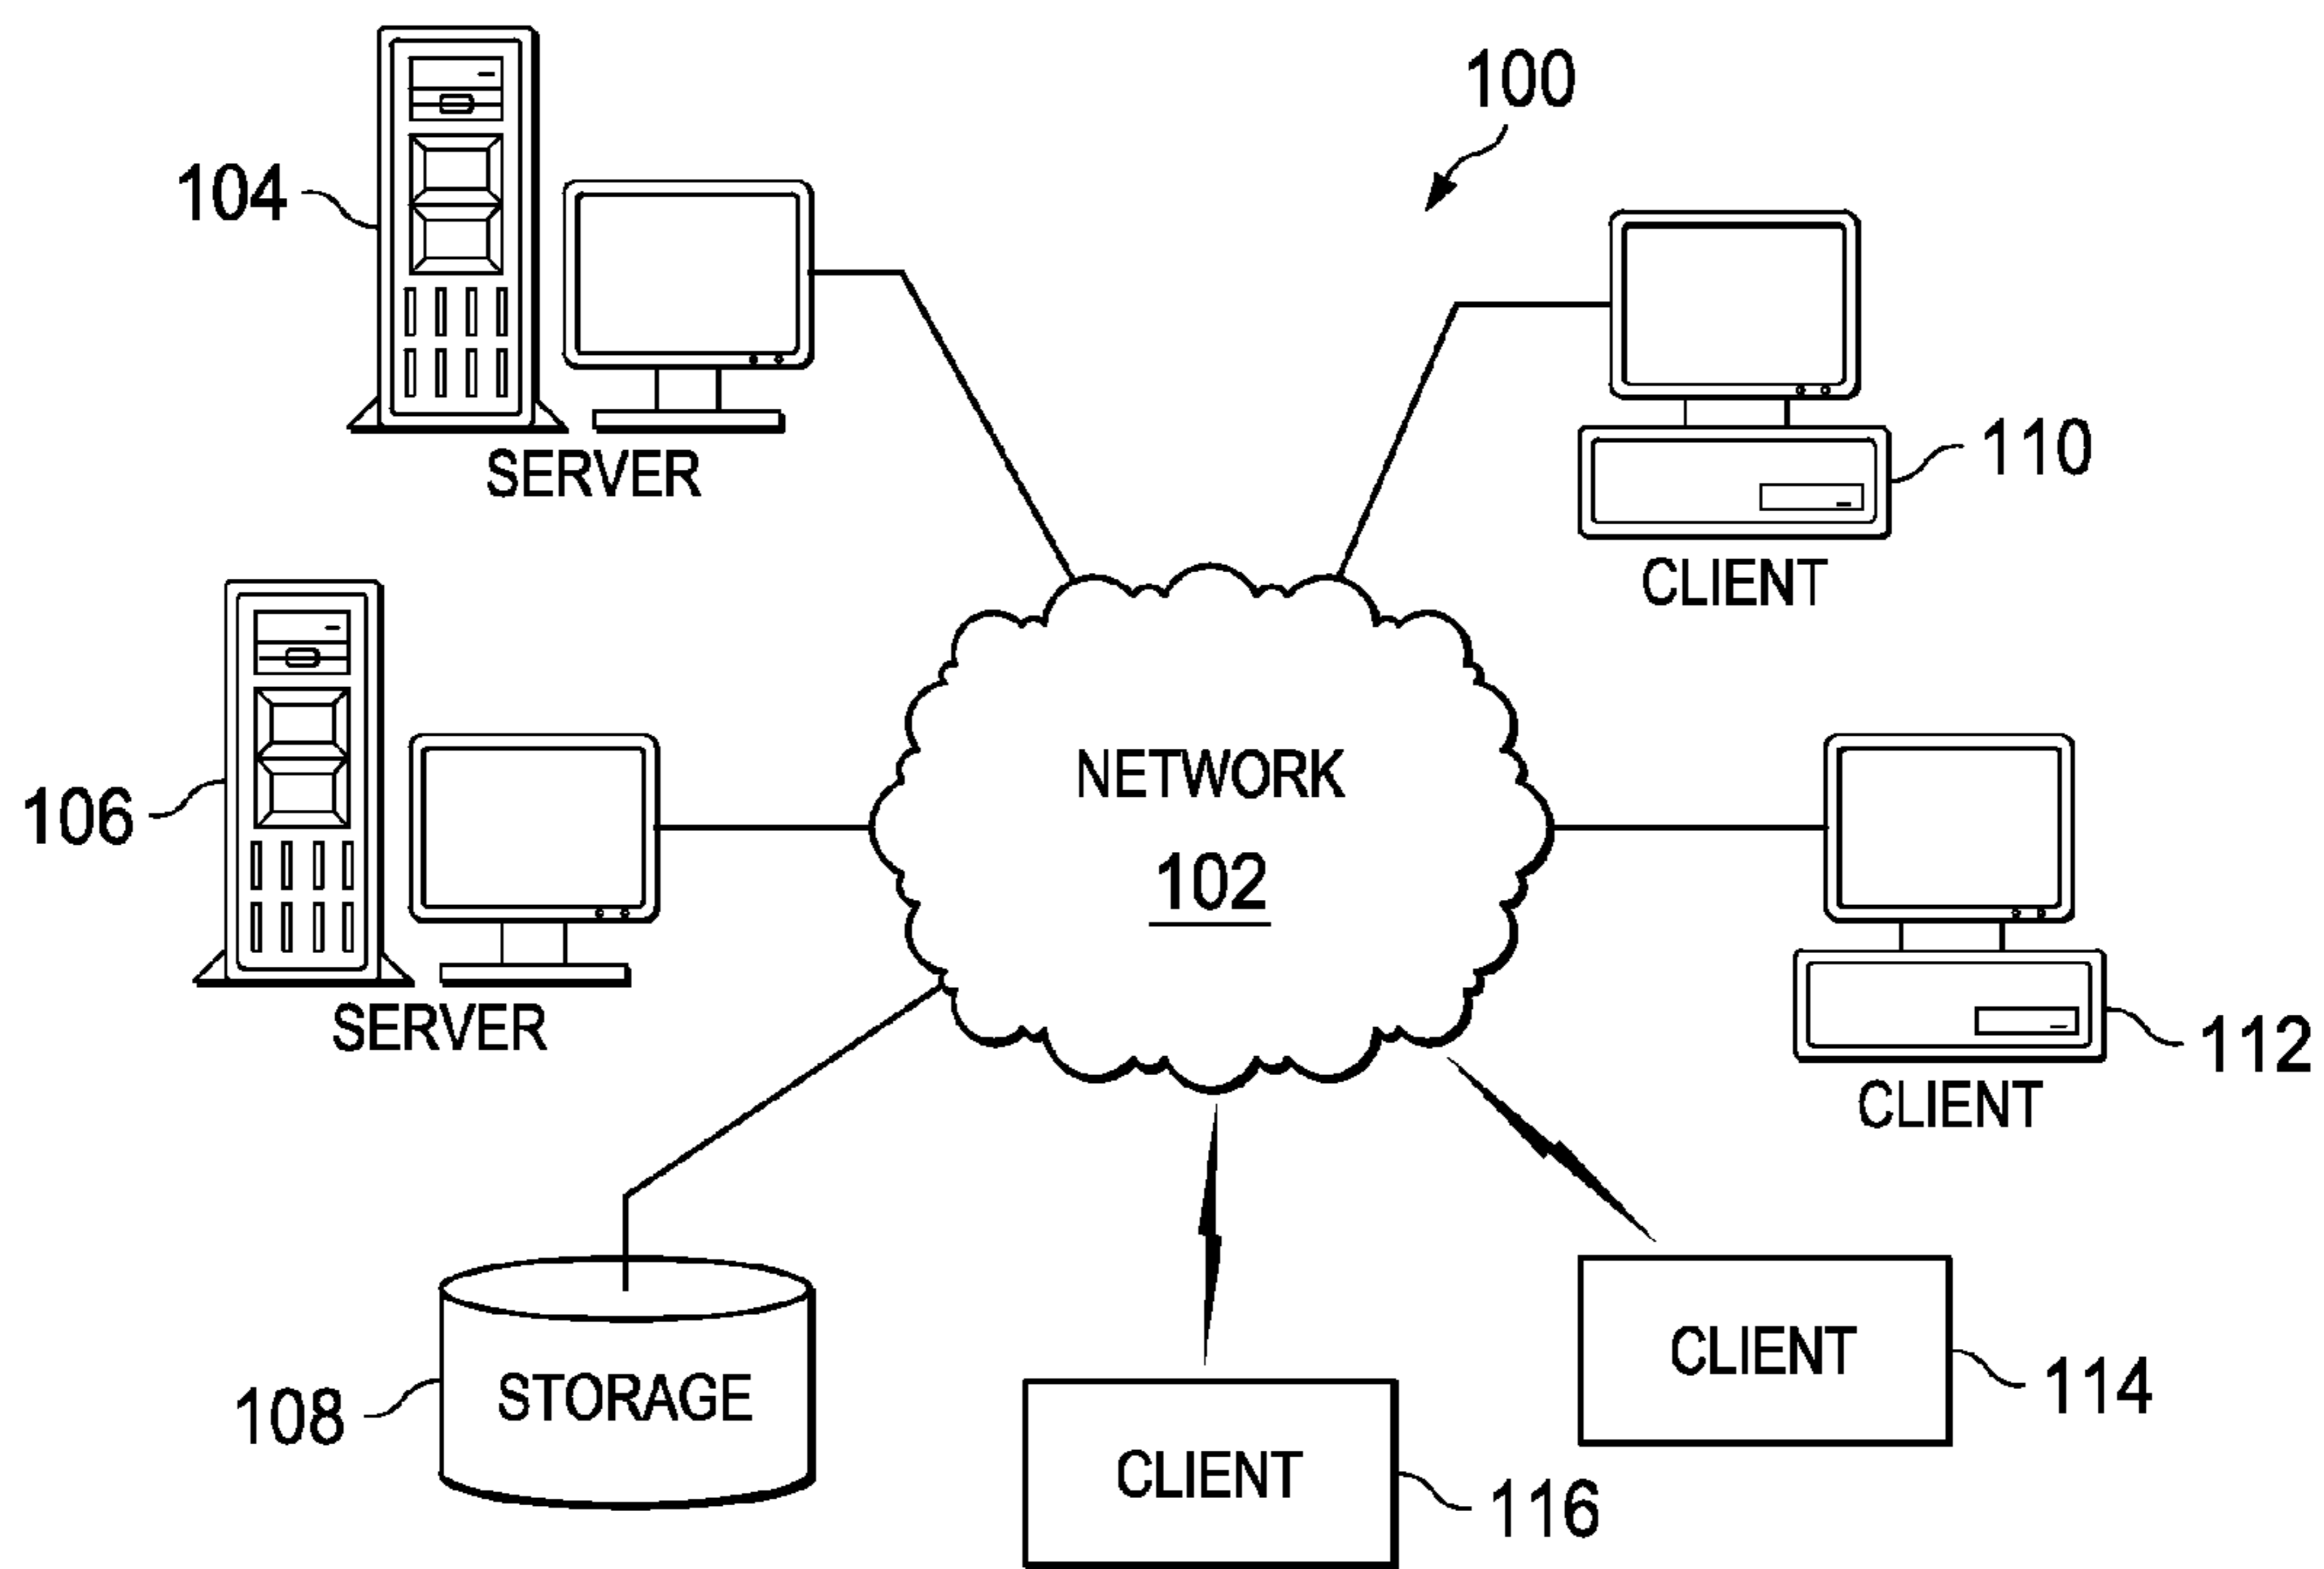 100
104
SERVER
110
CLIENT
106
SERVER
NETWORK
102
112
CLIENT
108
STORAGE
CLIENT
114
CLIENT
116